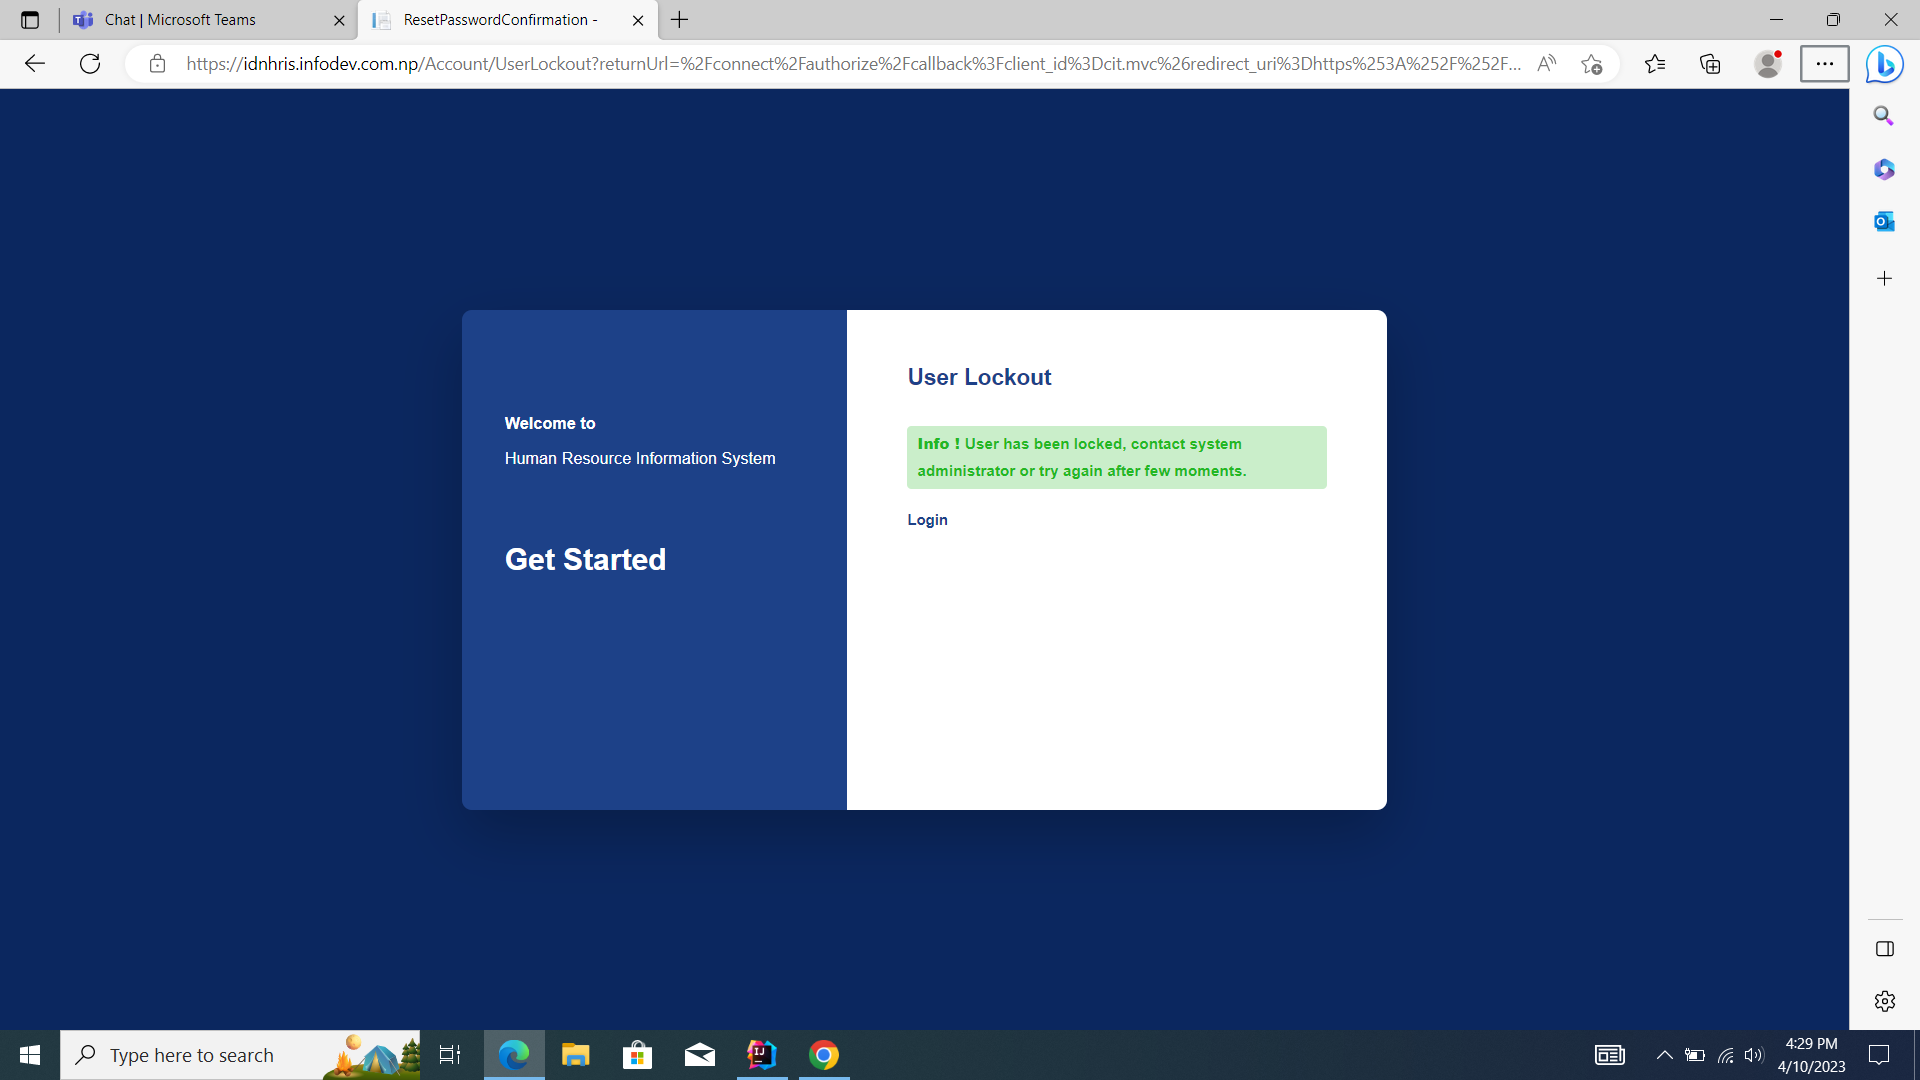 Chat | Microsoft Teams
ResetPasswordConfirmation -
https://idnhris.infodev.com.np/Account/UserLockout?returnUrl=%2Fconnect%2Fauthorize%2Fcallback%3Fclient_id%3Dcit.mvc%26redirect_uri%3Dhttps%253A%252F%252F...
Welcome to
Human Resource Information System
Get Started
User Lockout
Info ! User has been locked, contact system
administrator or try again after few moments.
Login
Type here to search
4:29 PM
4/10/2023